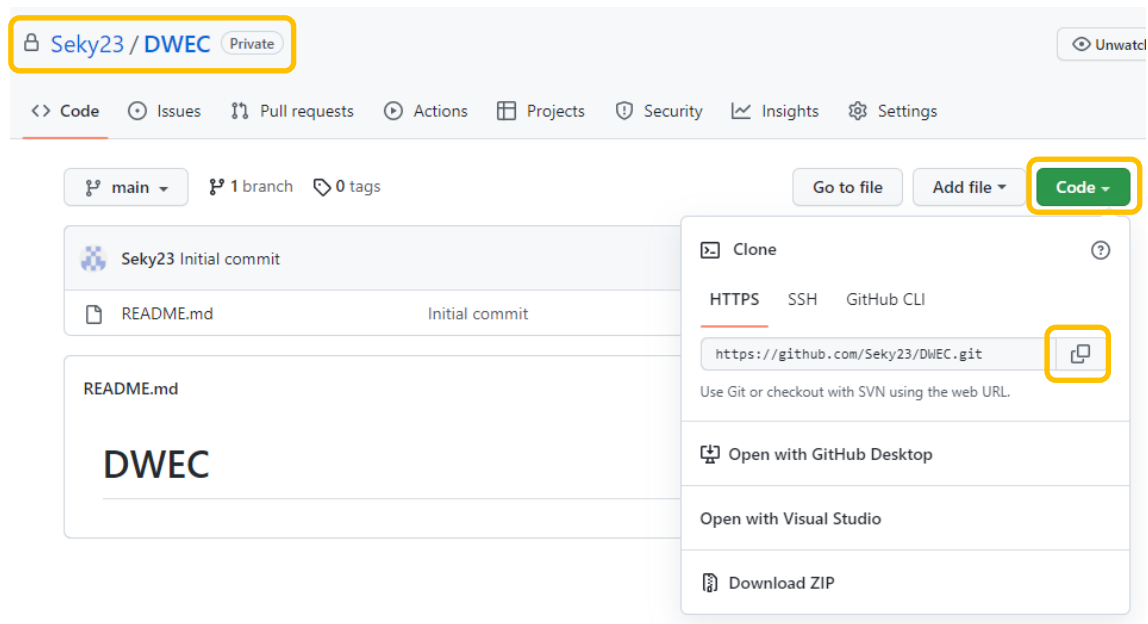 Seky23 / DWEC Private
Unwatch
Code Issues Pull requests Actions Projects Security Insights Settings
main 1 branch 0 tags Go to file Add file Code
Seky23 Initial commit
README.md Initial commit
README.md
DWEC
Clone
HTTPS SSH GitHub CLI
https://github.com/Seky23/DWEC.git
Use Git or checkout with SVN using the web URL.
Open with GitHub Desktop
Open with Visual Studio
Download ZIP